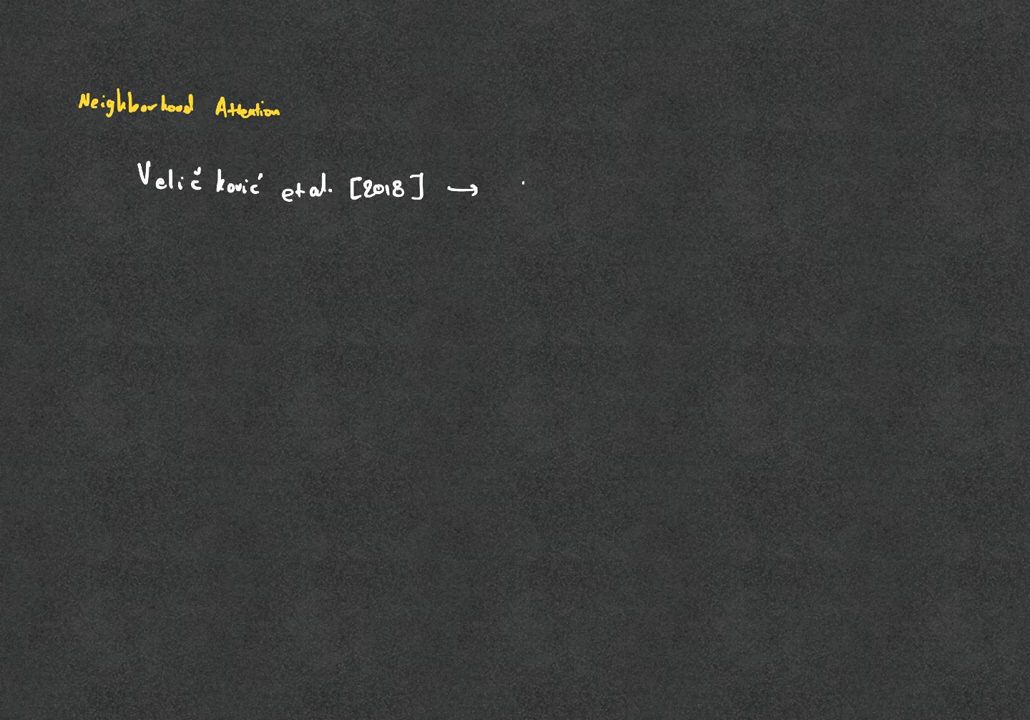 Neighborhood Attention
Veličković et al. [2018] →